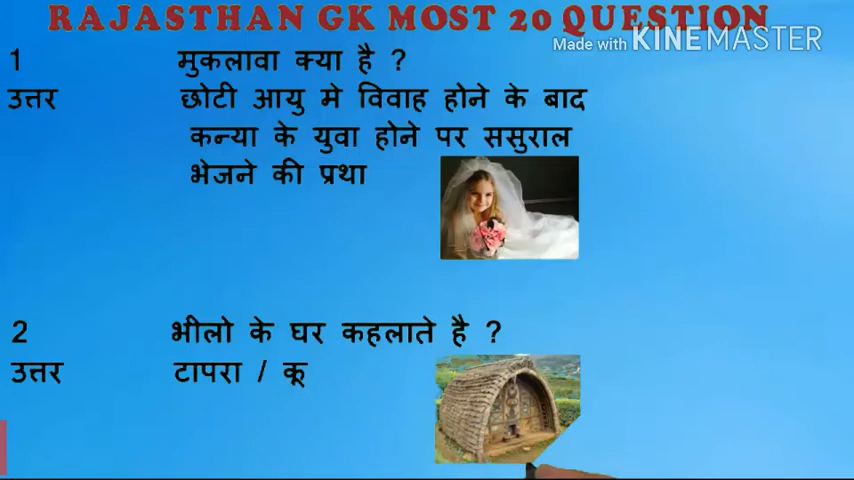 RAJASTHAN GK MOST 20 QUESTION
Made with KINEMASTER
1 मुकलावा क्या है ?
उत्तर छोटी आयु मे विवाह होने के बाद
कन्या के युवा होने पर ससुराल
भेजने की प्रथा
2 भीलो के घर कहलाते है ?
उत्तर टापरा / कू